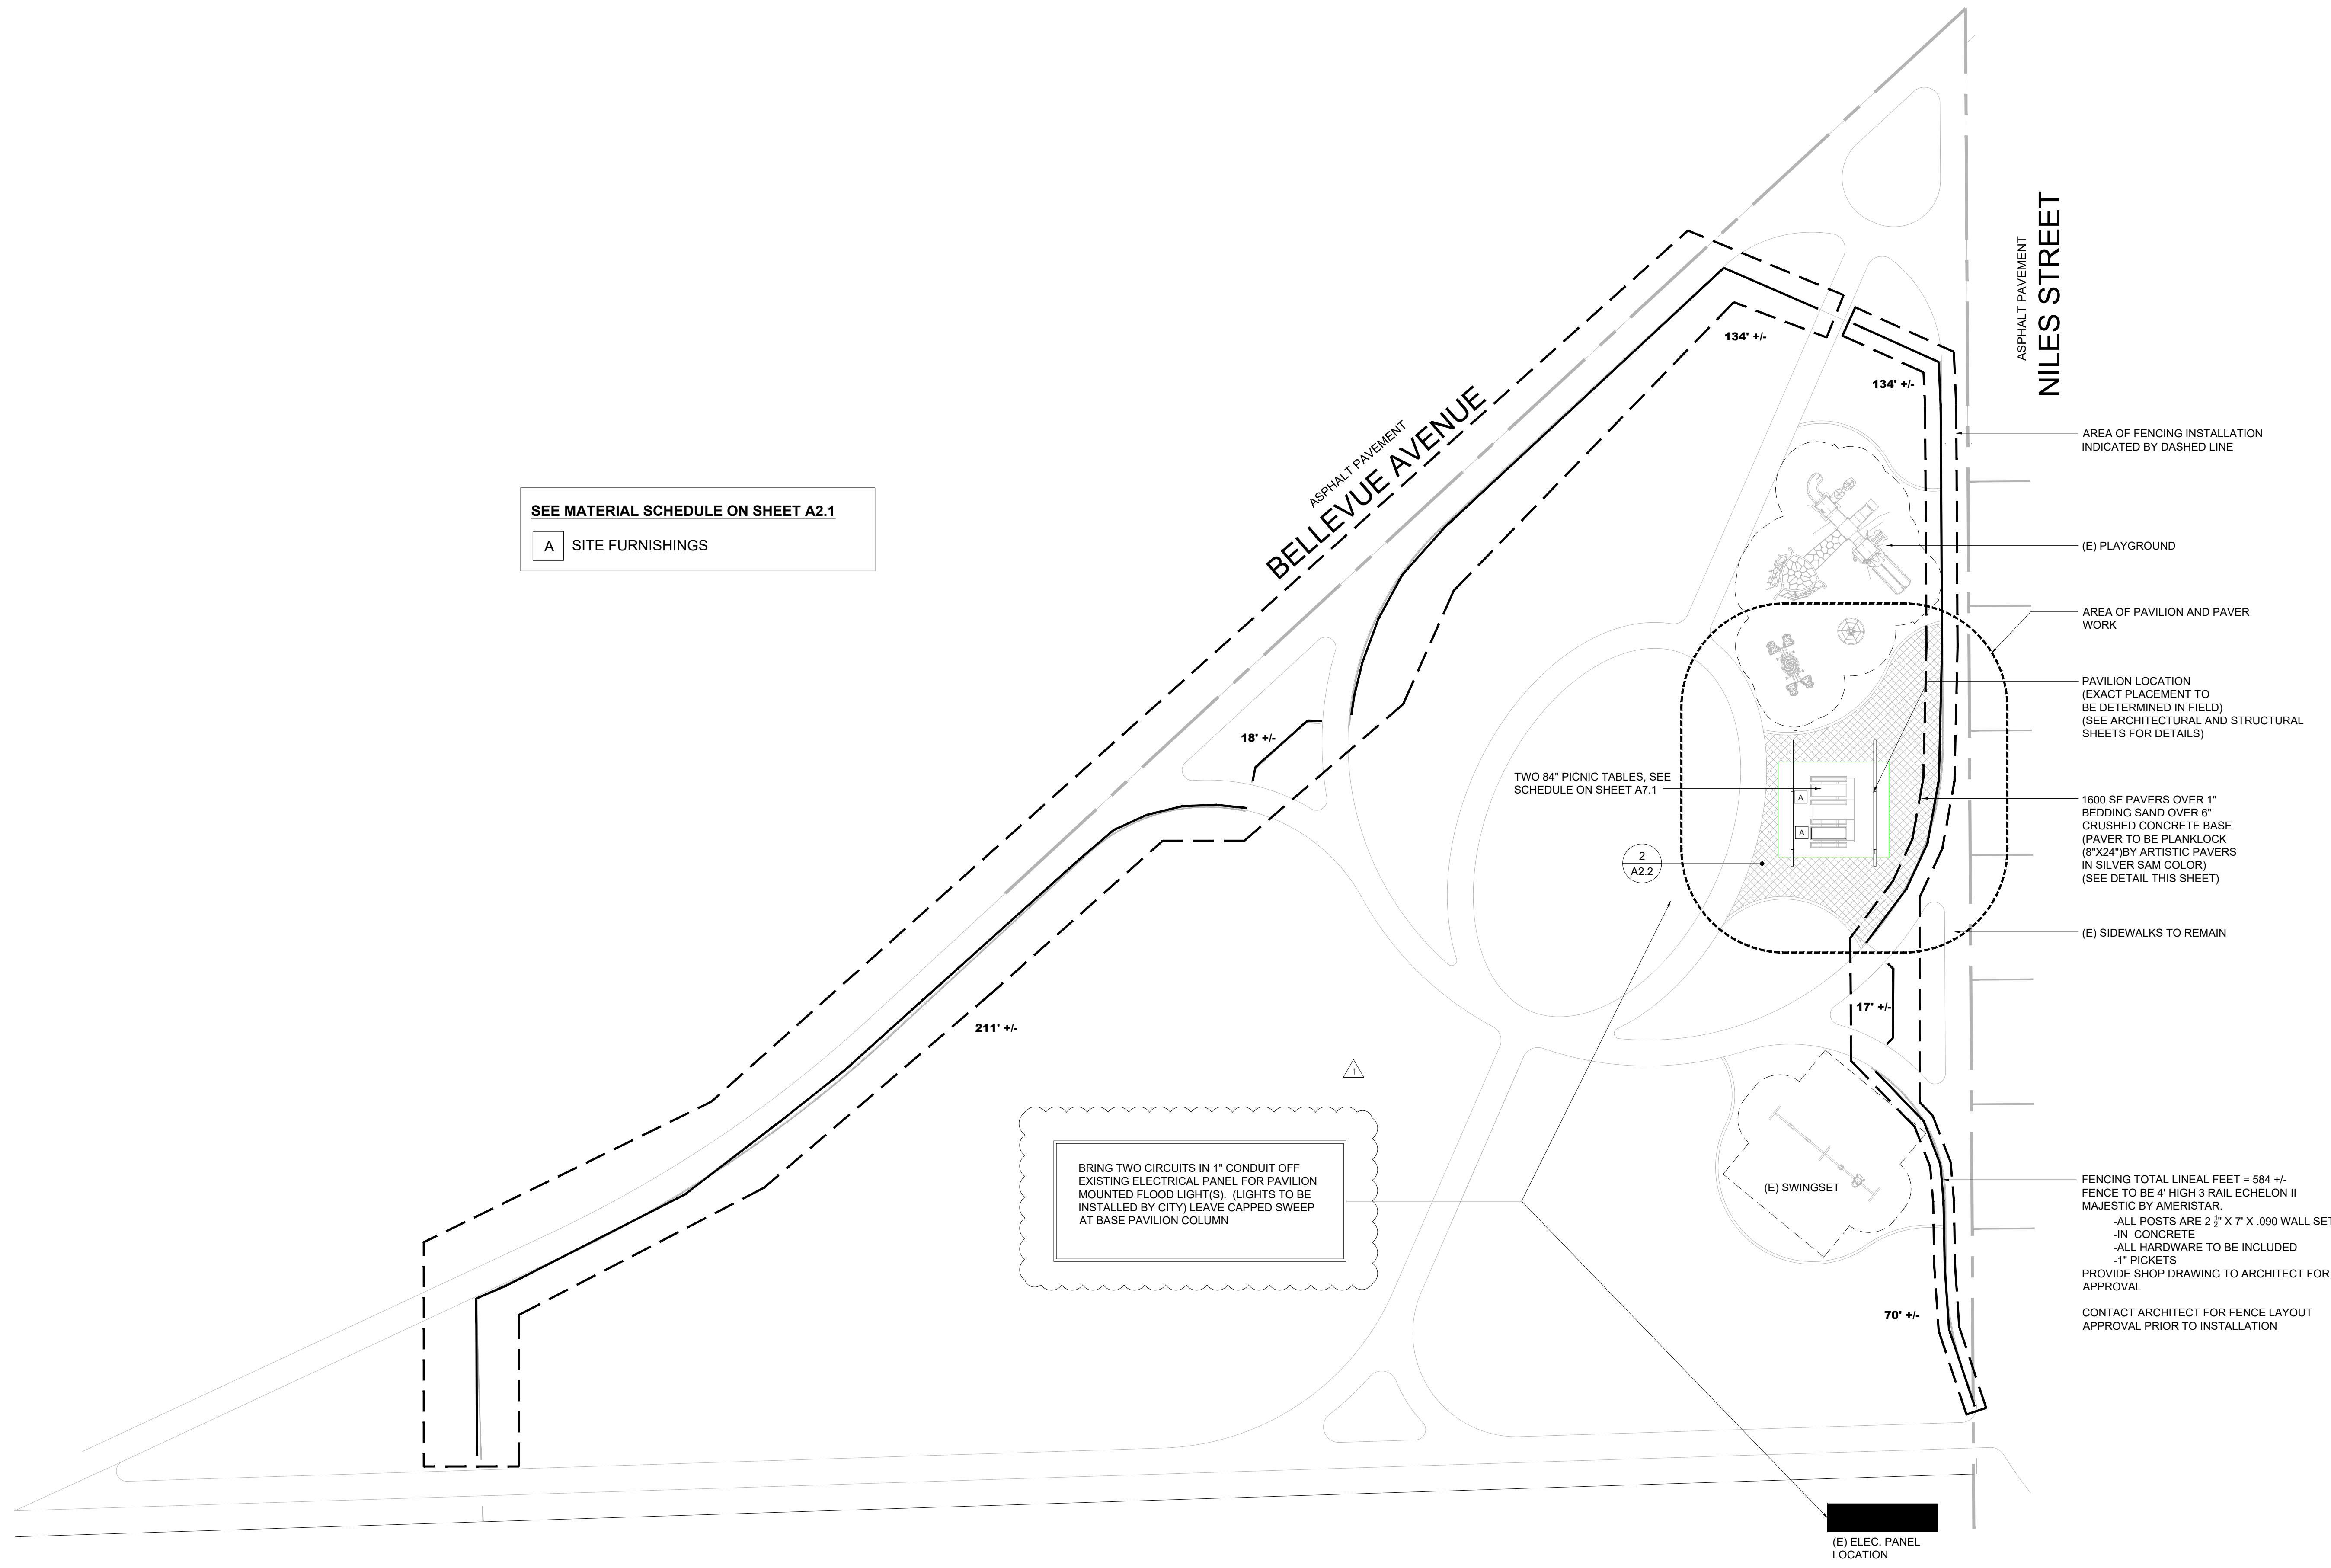 SEE MATERIAL SCHEDULE ON SHEET A2.1
A SITE FURNISHINGS
ASPHALT PAVEMENT
BELLEVUE AVENUE
ASPHALT PAVEMENT
NILES STREET
134' +/-
134' +/-
18' +/-
211' +/-
17' +/-
70' +/-
AREA OF FENCING INSTALLATION
INDICATED BY DASHED LINE
(E) PLAYGROUND
AREA OF PAVILION AND PAVER
WORK
PAVILION LOCATION
(EXACT PLACEMENT TO
BE DETERMINED IN FIELD)
(SEE ARCHITECTURAL AND STRUCTURAL
SHEETS FOR DETAILS)
TWO 84" PICNIC TABLES, SEE
SCHEDULE ON SHEET A7.1
A
A
2
A2.2
1600 SF PAVERS OVER 1"
BEDDING SAND OVER 6"
CRUSHED CONCRETE BASE
(PAVER TO BE PLANKLOCK
(8"X24")BY ARTISTIC PAVERS
IN SILVER SAM COLOR)
(SEE DETAIL THIS SHEET)
(E) SIDEWALKS TO REMAIN
1
BRING TWO CIRCUITS IN 1" CONDUIT OFF
EXISTING ELECTRICAL PANEL FOR PAVILION
MOUNTED FLOOD LIGHT(S). (LIGHTS TO BE
INSTALLED BY CITY) LEAVE CAPPED SWEEP
AT BASE PAVILION COLUMN
(E) SWINGSET
FENCING TOTAL LINEAL FEET = 584 +/-
FENCE TO BE 4' HIGH 3 RAIL ECHELON II
MAJESTIC BY AMERISTAR.
-ALL POSTS ARE 2 1/2" X 7' X .090 WALL SET
-IN CONCRETE
-ALL HARDWARE TO BE INCLUDED
-1" PICKETS
PROVIDE SHOP DRAWING TO ARCHITECT FOR
APPROVAL
CONTACT ARCHITECT FOR FENCE LAYOUT
APPROVAL PRIOR TO INSTALLATION
(E) ELEC. PANEL
LOCATION